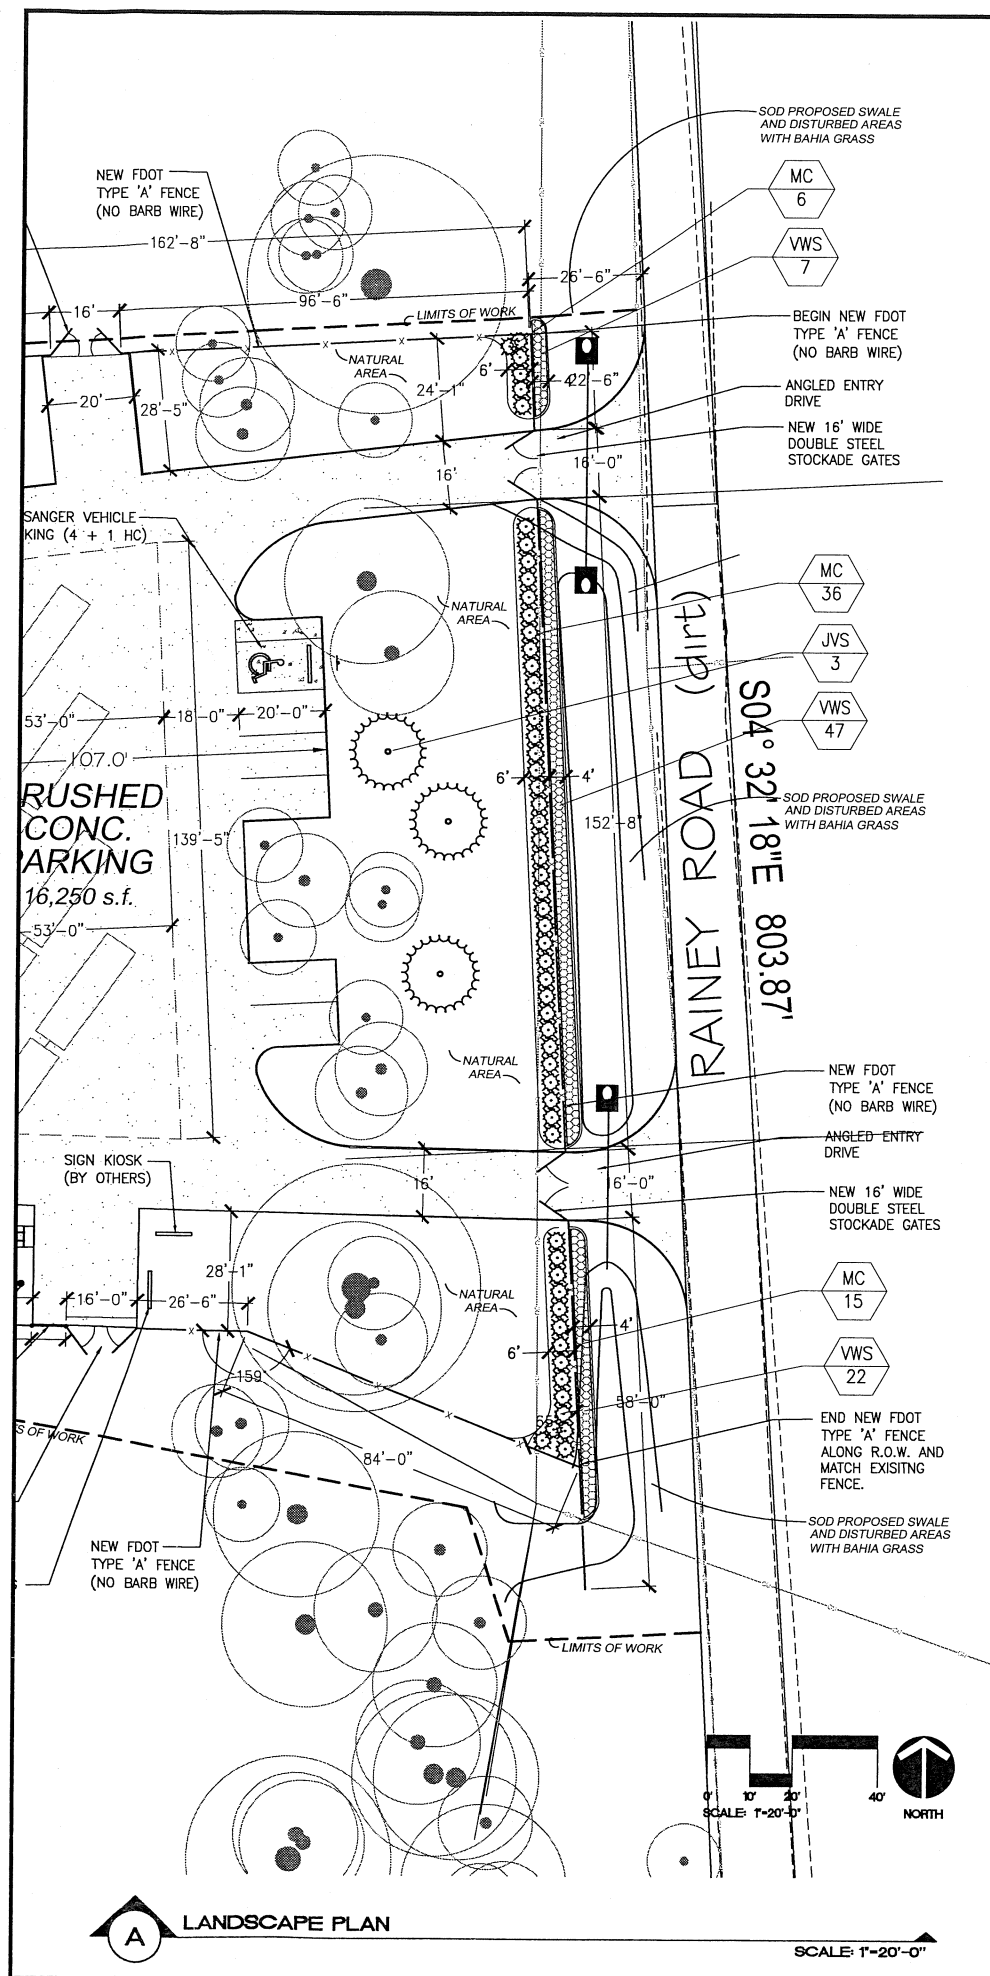 SOD PROPOSED SWALE
AND DISTURBED AREAS
WITH BAHIA GRASS
MC
6
VWS
7
NEW FDOT
TYPE 'A' FENCE
(NO BARB WIRE)
162'-8"
26'-6"
96'-6"
16'
LIMITS OF WORK
BEGIN NEW FDOT
TYPE 'A' FENCE
(NO BARB WIRE)
NATURAL
AREA
6'
4'
22'-6"
24'-1"
20'
28'-5"
ANGLED ENTRY
DRIVE
NEW 16' WIDE
DOUBLE STEEL
STOCKADE GATES
16'-0"
16'
SANGER VEHICLE
KING (4 + 1 HC)
MC
36
NATURAL
AREA
JVS
3
VWS
47
53'-0"
18'-0"
20'-0"
107.0'
6'
4'
RUSHED
CONC.
PARKING
16,250 s.f.
139'-5"
152'-8"
53'-0"
SOD PROPOSED SWALE
AND DISTURBED AREAS
WITH BAHIA GRASS
RAINEY ROAD (dirt)
S04° 32' 18"E 803.87'
NATURAL
AREA
NEW FDOT
TYPE 'A' FENCE
(NO BARB WIRE)
ANGLED ENTRY
DRIVE
SIGN KIOSK
(BY OTHERS)
16'
16'-0"
NEW 16' WIDE
DOUBLE STEEL
STOCKADE GATES
28'-1"
16'-0"
26'-6"
NATURAL
AREA
MC
15
4'
6'
VWS
22
159'
58'-0"
S OF WORK
84'-0"
END NEW FDOT
TYPE 'A' FENCE
ALONG R.O.W. AND
MATCH EXISITNG
FENCE.
SOD PROPOSED SWALE
AND DISTURBED AREAS
WITH BAHIA GRASS
NEW FDOT
TYPE 'A' FENCE
(NO BARB WIRE)
S
LIMITS OF WORK
0' 10' 20' 40'
SCALE: 1"=20'-0"
NORTH
A
LANDSCAPE PLAN
SCALE: 1"=20'-0"